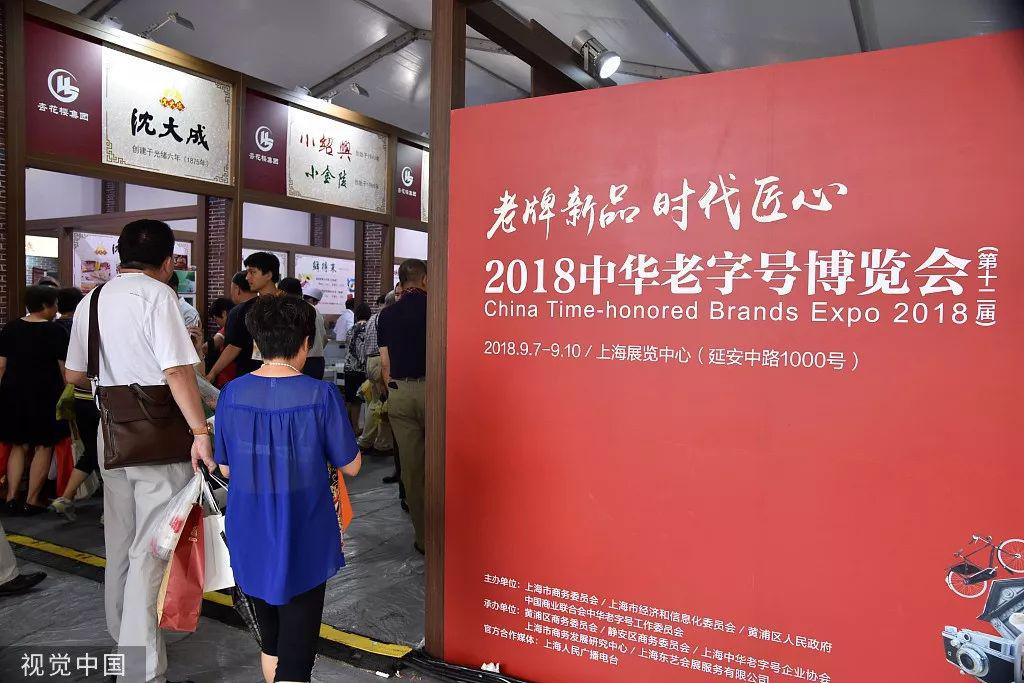 杏花楼集团
沈大成
创建于光绪六年（1875年）
杏花楼集团
小绍興
小金陵
杏花楼集团
老牌新品 时代匠心
2018中华老字号博览会（第十二届）
China Time-honored Brands Expo 2018
2018.9.7-9.10 / 上海展览中心（延安中路1000号）
主办单位：上海市商务委员会 / 上海市经济和信息化委员会 / 黄浦区人民政府
中国商业联合会中华老字号工作委员会
承办单位：黄浦区商务委员会 / 静安区商务委员会 / 上海中华老字号企业协会
上海市商务发展研究中心 / 上海东艺会展服务有限公司
官方合作媒体：上海人民广播电台
视觉中国